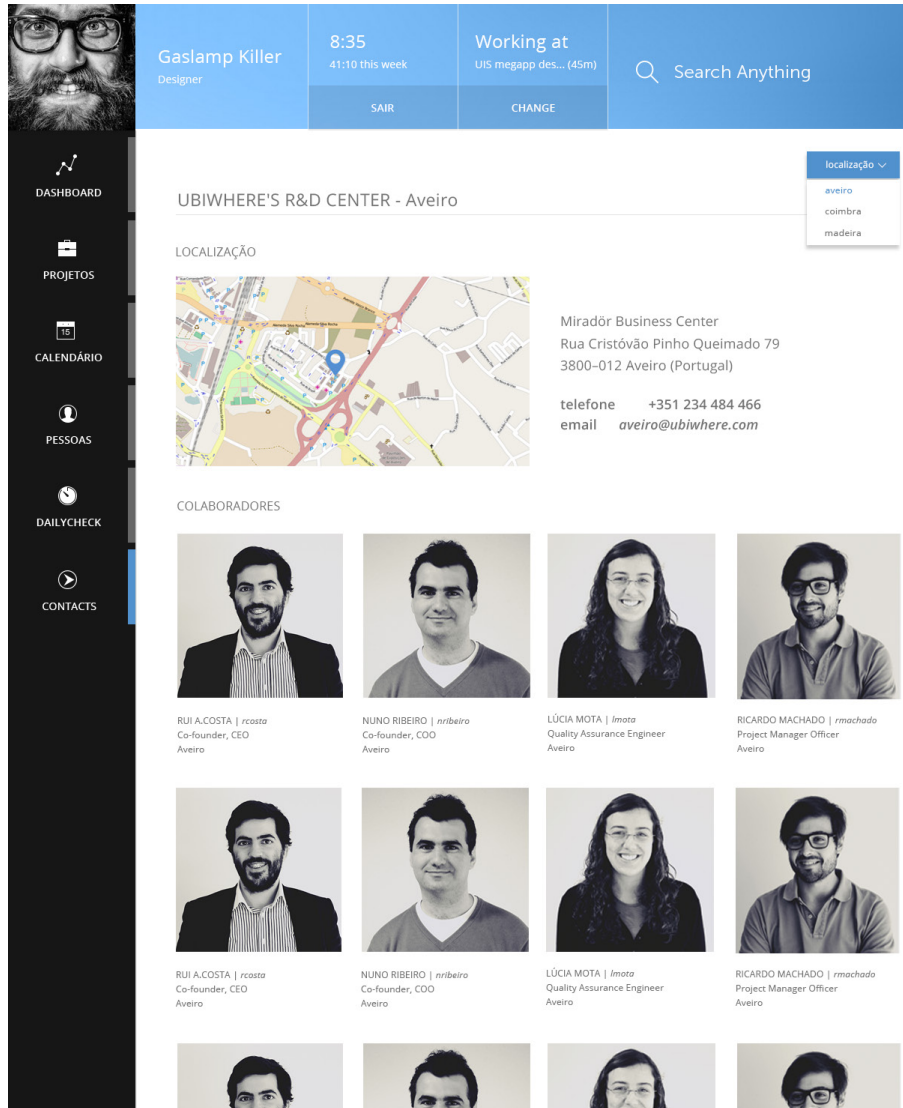 Gaslamp Killer
Designer
8:35
41:10 this week
SAIR
Working at
UIS megapp des... (45m)
CHANGE
Search Anything
DASHBOARD
PROJETOS
15
CALENDÁRIO
PESSOAS
DAILYCHECK
CONTACTS
localização
aveiro
coimbra
madeira
UBIWHERE'S R&D CENTER - Aveiro
LOCALIZAÇÃO
Miradör Business Center
Rua Cristóvão Pinho Queimado 79
3800–012 Aveiro (Portugal)
telefone +351 234 484 466
email aveiro@ubiwhere.com
COLABORADORES
RUI A.COSTA | rcosta
Co-founder, CEO
Aveiro
NUNO RIBEIRO | nribeiro
Co-founder, COO
Aveiro
LÚCIA MOTA | lmota
Quality Assurance Engineer
Aveiro
RICARDO MACHADO | rmachado
Project Manager Officer
Aveiro
RUI A.COSTA | rcosta
Co-founder, CEO
Aveiro
NUNO RIBEIRO | nribeiro
Co-founder, COO
Aveiro
LÚCIA MOTA | lmota
Quality Assurance Engineer
Aveiro
RICARDO MACHADO | rmachado
Project Manager Officer
Aveiro